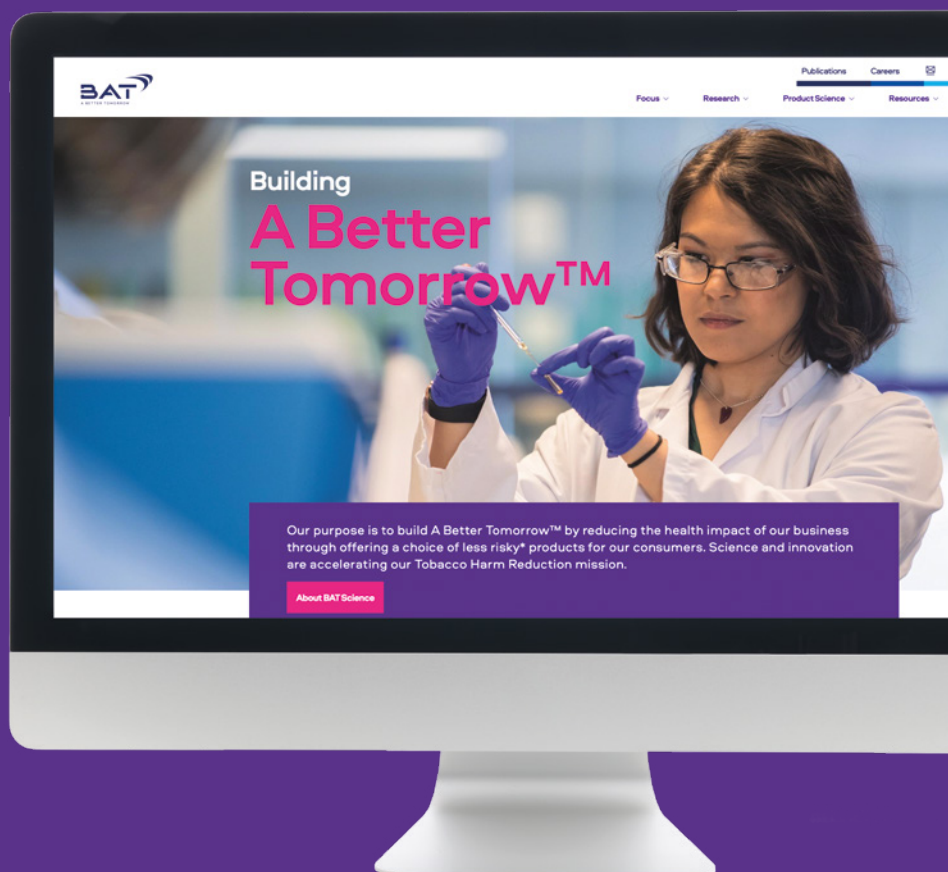 BAT
A BETTER TOMORROW
Publications Careers
Focus Research Product Science Resources
Building
A Better
Tomorrow™
Our purpose is to build A Better Tomorrow™ by reducing the health impact of our business
through offering a choice of less risky* products for our consumers. Science and innovation
are accelerating our Tobacco Harm Reduction mission.
About BAT Science